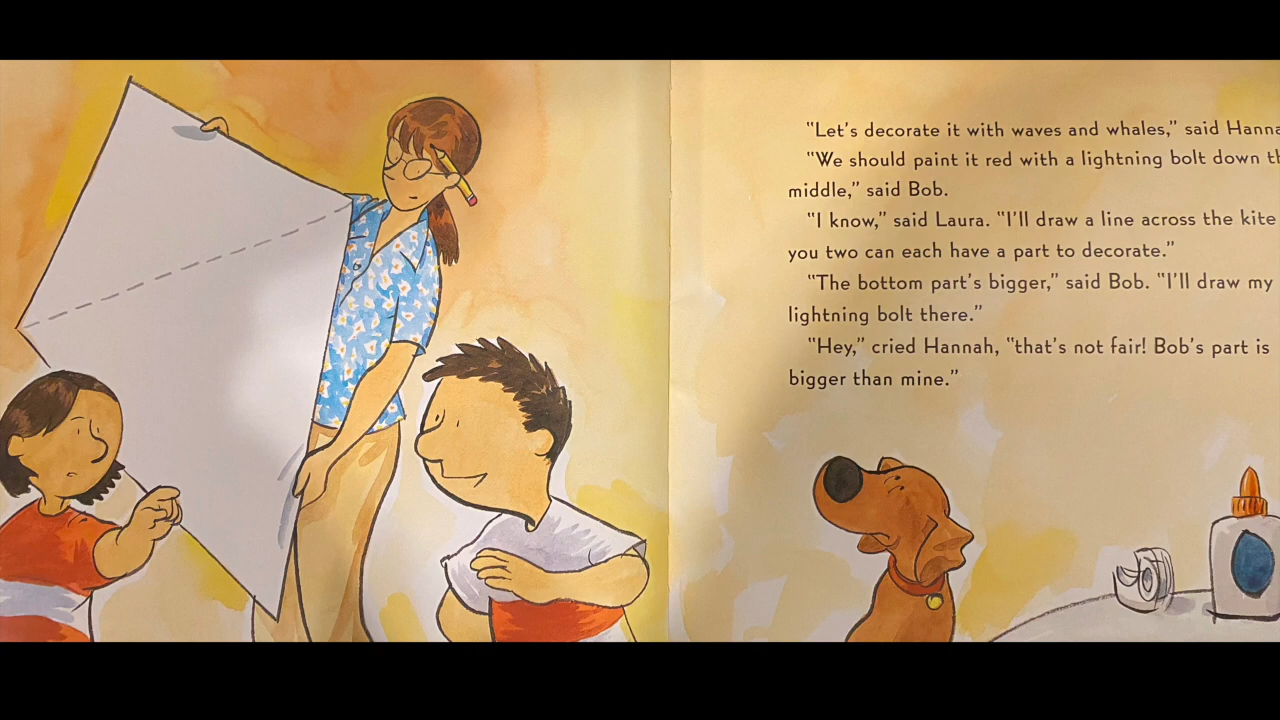 "Let's decorate it with waves and whales," said Hanna
"We should paint it red with a lightning bolt down th
middle," said Bob.
"I know," said Laura. "I'll draw a line across the kite
you two can each have a part to decorate."
"The bottom part's bigger," said Bob. "I'll draw my
lightning bolt there."
"Hey," cried Hannah, "that's not fair! Bob's part is
bigger than mine."